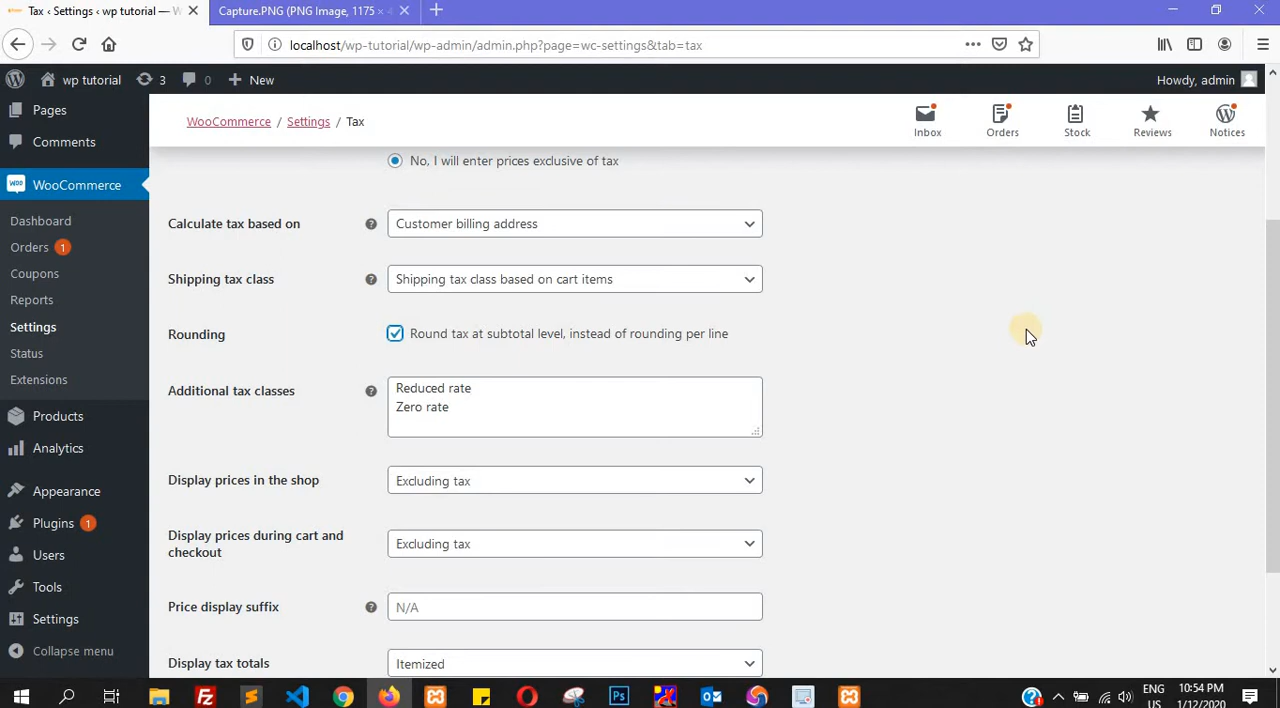 Tax ‹ Settings ‹ wp tutorial —
Capture.PNG (PNG Image, 1175 ×
localhost/wp-tutorial/wp-admin/admin.php?page=wc-settings&tab=tax
wp tutorial 3 0 New
Howdy, admin
Pages
Comments
WooCommerce
Dashboard
Orders 1
Coupons
Reports
Settings
Status
Extensions
Products
Analytics
Appearance
Plugins 1
Users
Tools
Settings
Collapse menu
WooCommerce / Settings / Tax
Inbox
Orders
Stock
Reviews
Notices
No, I will enter prices exclusive of tax
Calculate tax based on
Customer billing address
Shipping tax class
Shipping tax class based on cart items
Rounding
Round tax at subtotal level, instead of rounding per line
Additional tax classes
Reduced rate
Zero rate
Display prices in the shop
Excluding tax
Display prices during cart and
checkout
Excluding tax
Price display suffix
N/A
Display tax totals
Itemized
ENG
US
10:54 PM
1/12/2020